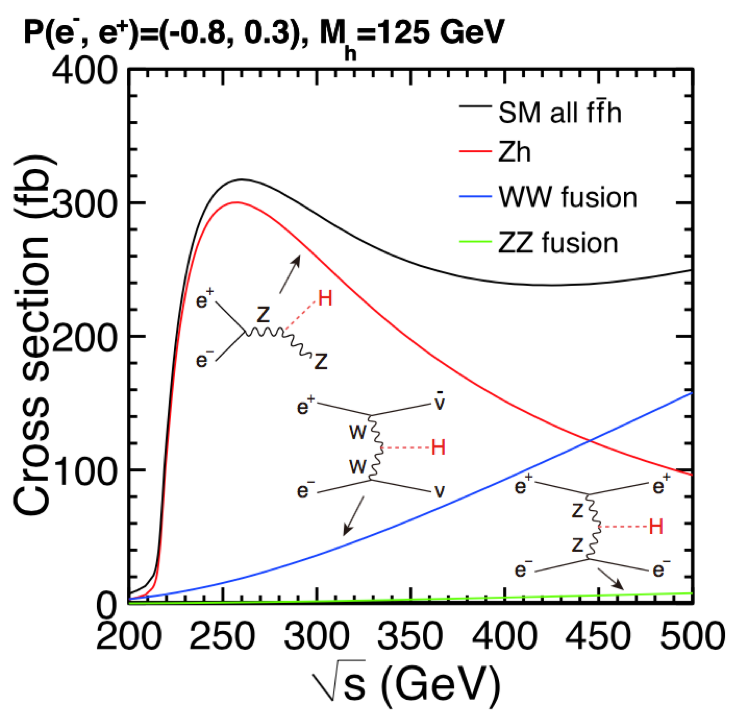 P(e⁻, e⁺)=(-0.8, 0.3), Mₕ=125 GeV
Cross section (fb)
400
300
200
100
0
SM all ff̄h
Zh
WW fusion
ZZ fusion
e⁺
e⁻
Z
H
Z
e⁺
e⁻
W
W
H
ν̄
ν
e⁺
e⁻
Z
Z
H
e⁺
e⁻
200 250 300 350 400 450 500
√s (GeV)